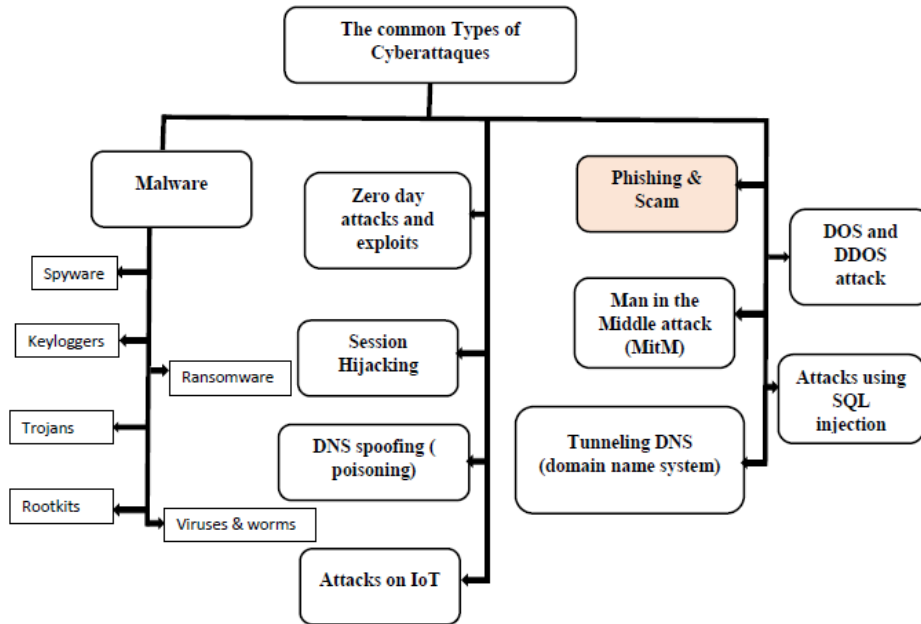 The common Types of
Cyberattaques
Malware
Spyware
Keyloggers
Ransomware
Trojans
Rootkits
Viruses & worms
Zero day
attacks and
exploits
Session
Hijacking
DNS spoofing (
poisoning)
Attacks on IoT
Phishing &
Scam
DOS and
DDOS
attack
Man in the
Middle attack
(MitM)
Attacks using
SQL
injection
Tunneling DNS
(domain name system)